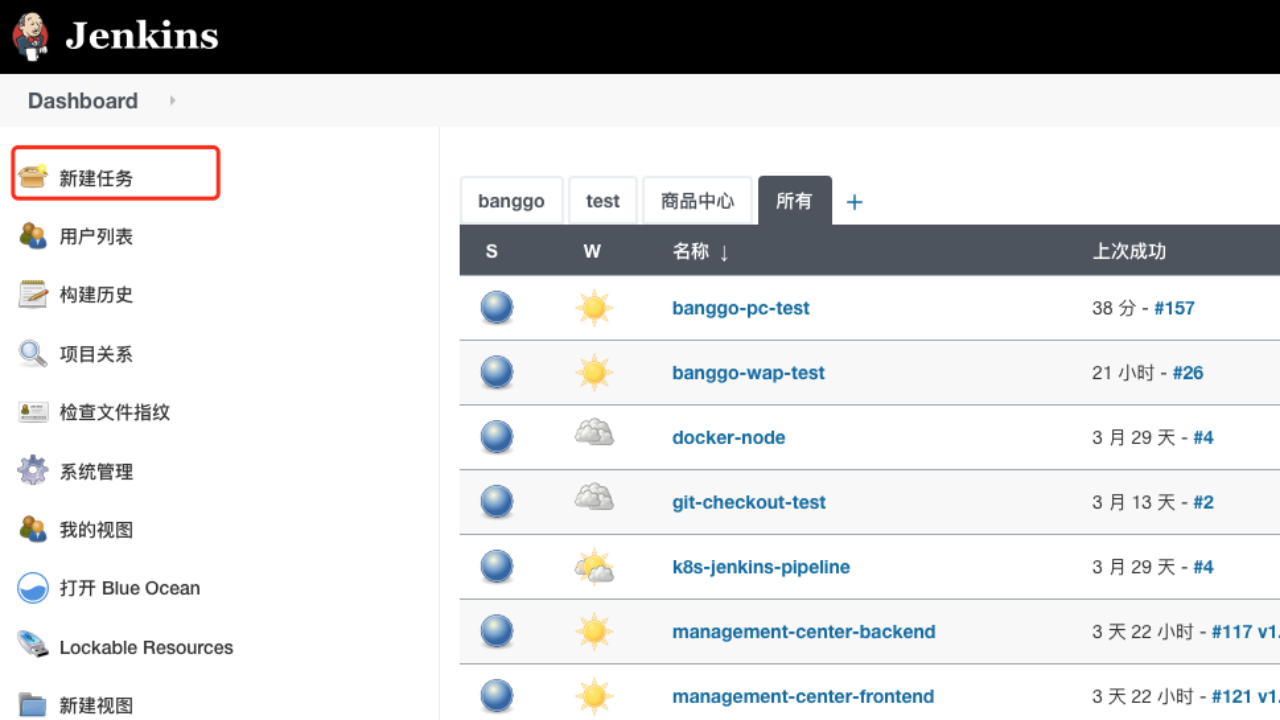 Jenkins
Dashboard
新建任务
用户列表
构建历史
项目关系
检查文件指纹
系统管理
我的视图
打开 Blue Ocean
Lockable Resources
新建视图
banggo test 商品中心 所有 +
S W 名称 ↓ 上次成功
banggo-pc-test 38 分 - #157
banggo-wap-test 21 小时 - #26
docker-node 3 月 29 天 - #4
git-checkout-test 3 月 13 天 - #2
k8s-jenkins-pipeline 3 月 29 天 - #4
management-center-backend 3 天 22 小时 - #117 v1.
management-center-frontend 3 天 22 小时 - #121 v1.